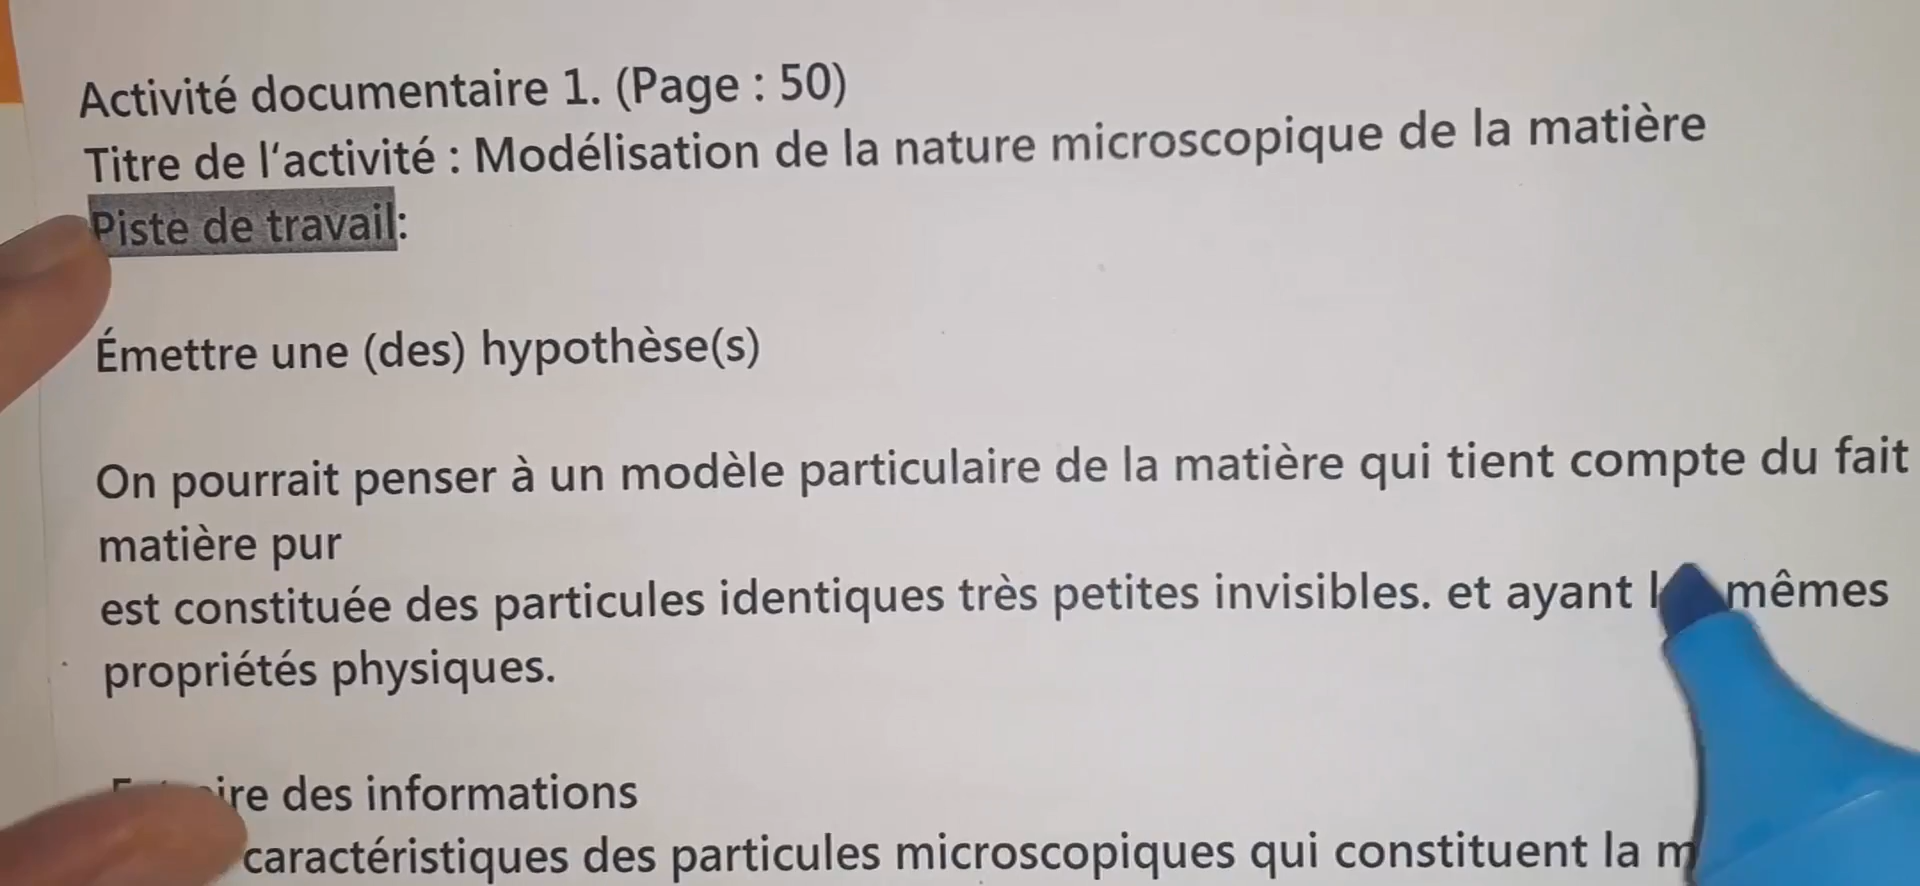 Activité documentaire 1. (Page : 50)
Titre de l'activité : Modélisation de la nature microscopique de la matière
Piste de travail:
Émettre une (des) hypothèse(s)
On pourrait penser à un modèle particulaire de la matière qui tient compte du fait
matière pur
est constituée des particules identiques très petites invisibles. et ayant mêmes
propriétés physiques.
des informations
caractéristiques des particules microscopiques qui constituent la